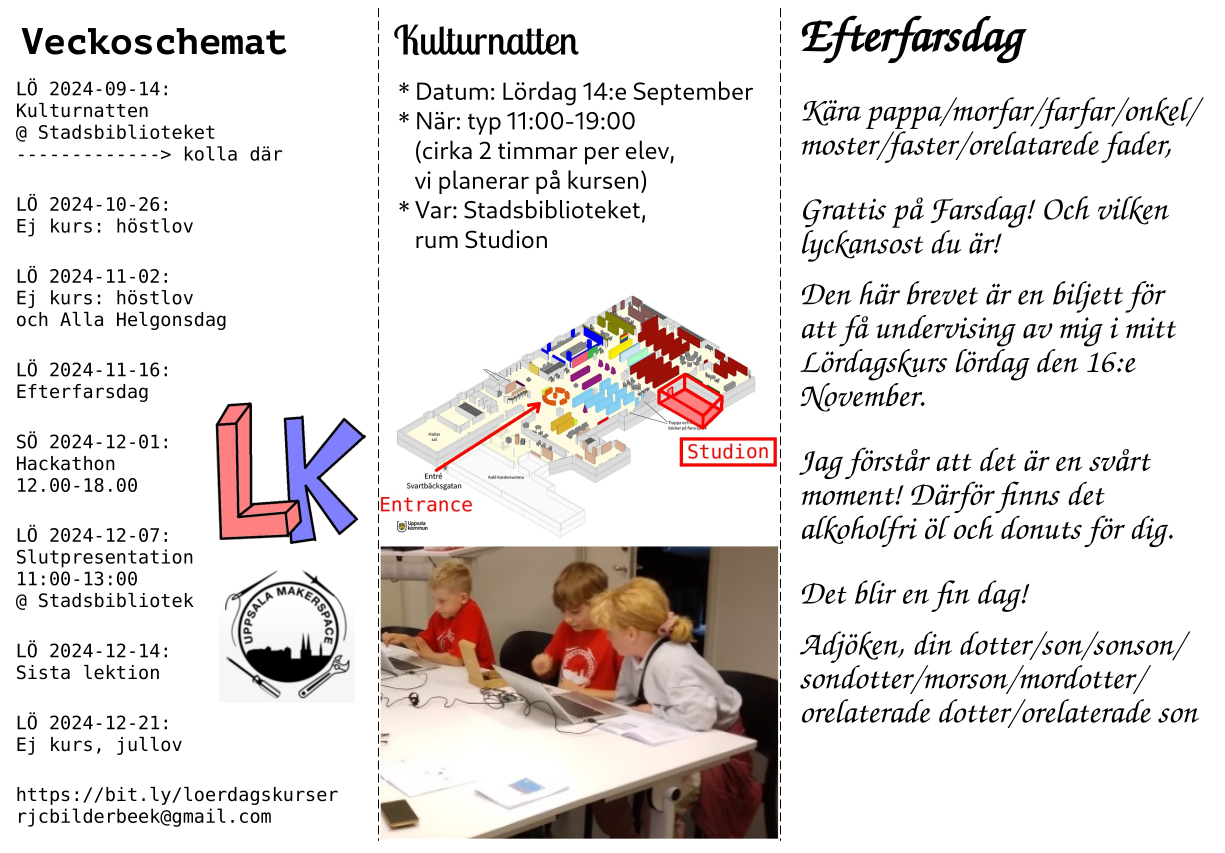 Veckoschemat
LÖ 2024-09-14:
Kulturnatten
@ Stadsbiblioteket
-------------> kolla där
LÖ 2024-10-26:
Ej kurs: höstlov
LÖ 2024-11-02:
Ej kurs: höstlov
och Alla Helgonsdag
LÖ 2024-11-16:
Efterfarsdag
SÖ 2024-12-01:
Hackathon
12.00-18.00
LÖ 2024-12-07:
Slutpresentation
11:00-13:00
@ Stadsbibliotek
LÖ 2024-12-14:
Sista lektion
LÖ 2024-12-21:
Ej kurs, jullov
https://bit.ly/loerdagskurser
rjcbilderbeek@gmail.com
LK
UPPSALA MAKERSPACE
Kulturnatten
* Datum: Lördag 14:e September
* När: typ 11:00-19:00
(cirka 2 timmar per elev,
vi planerar på kursen)
* Var: Stadsbiblioteket,
rum Studion
Studion
Entré
Svartbäcksgatan
Entrance
Uppsala
kommun
Efterfarsdag
Kära pappa/morfar/farfar/onkel/
moster/faster/orelatarede fader,
Grattis på Farsdag! Och vilken
lyckansost du är!
Den här brevet är en biljett för
att få undervising av mig i mitt
Lördagskurs lördag den 16:e
November.
Jag förstår att det är en svårt
moment! Därför finns det
alkoholfri öl och donuts för dig.
Det blir en fin dag!
Adjöken, din dotter/son/sonson/
sondotter/morson/mordotter/
orelaterade dotter/orelaterade son